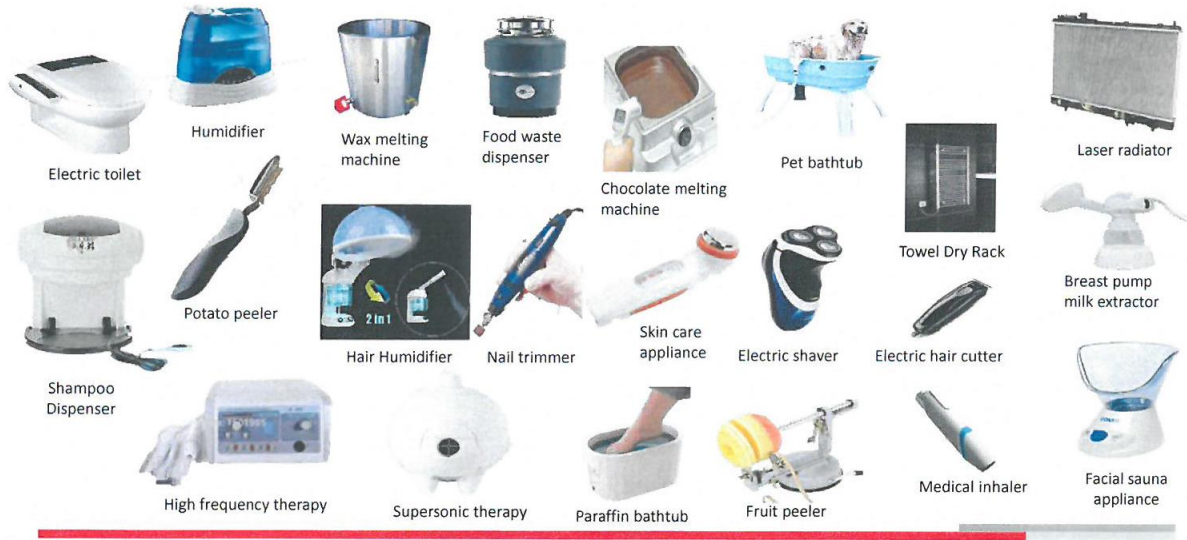 Electric toilet
Humidifier
Wax melting
machine
Food waste
dispenser
Chocolate melting
machine
Pet bathtub
Laser radiator
Towel Dry Rack
Breast pump
milk extractor
Shampoo
Dispenser
Potato peeler
2 in 1
Hair Humidifier
Nail trimmer
Skin care
appliance
Electric shaver
Electric hair cutter
High frequency therapy
Supersonic therapy
Paraffin bathtub
Fruit peeler
Medical inhaler
Facial sauna
appliance